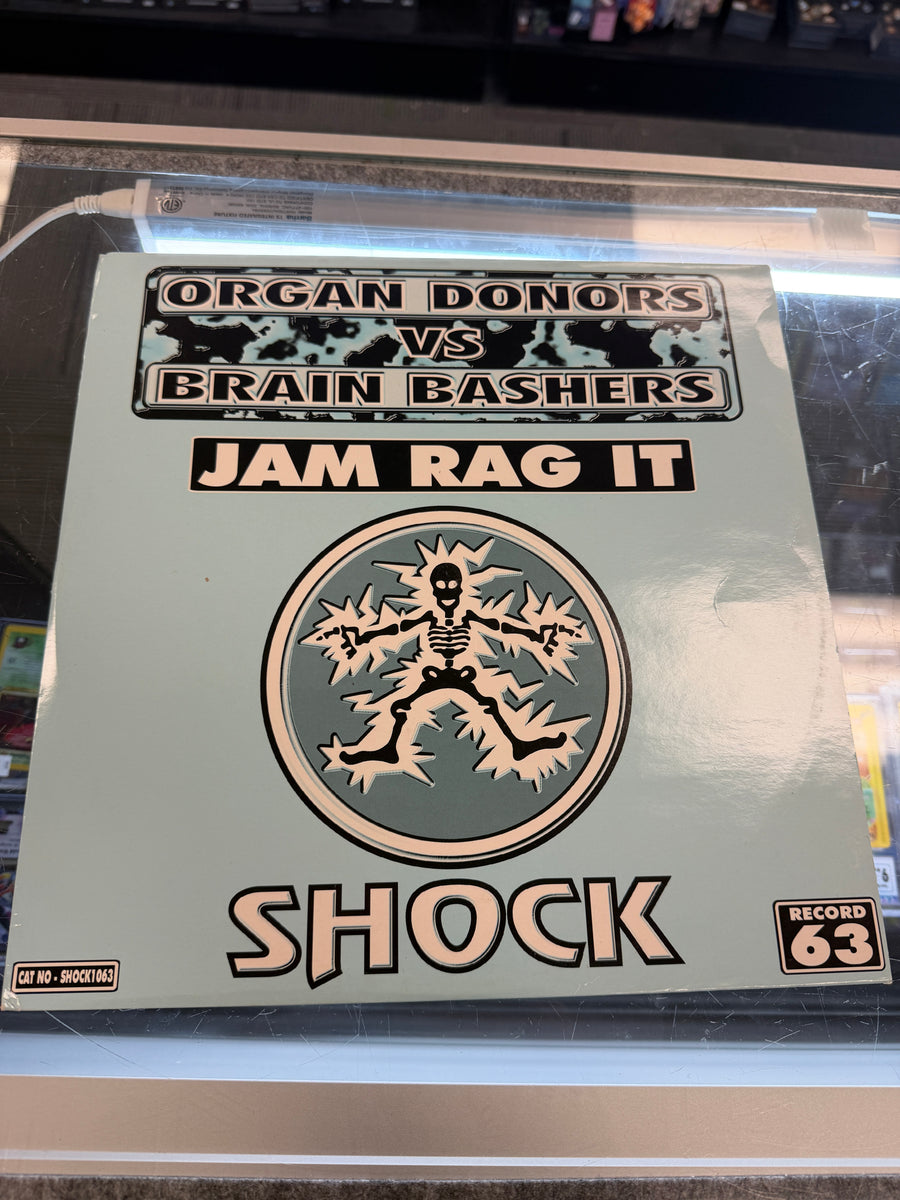 ORGAN DONORS
VS
BRAIN BASHERS
JAM RAG IT
SHOCK
RECORD
63
CAT NO - SHOCK1063